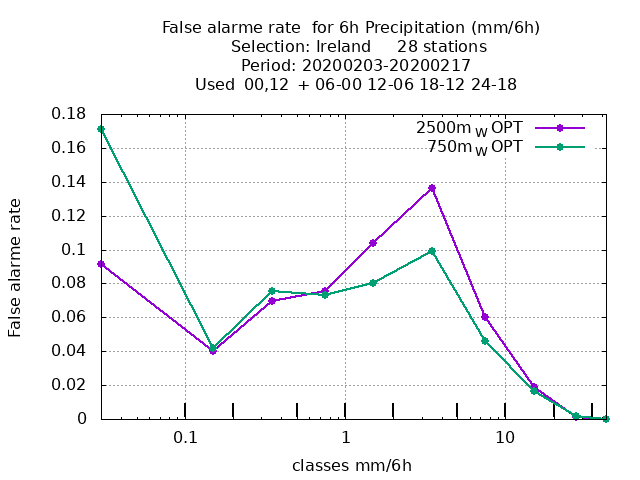 False alarme rate for 6h Precipitation (mm/6h)
Selection: Ireland 28 stations
Period: 20200203-20200217
Used 00,12 + 06-00 12-06 18-12 24-18
2500m W OPT
750m W OPT
0.18
0.16
0.14
0.12
0.1
0.08
0.06
0.04
0.02
0
False alarme rate
0.1
1
10
classes mm/6h